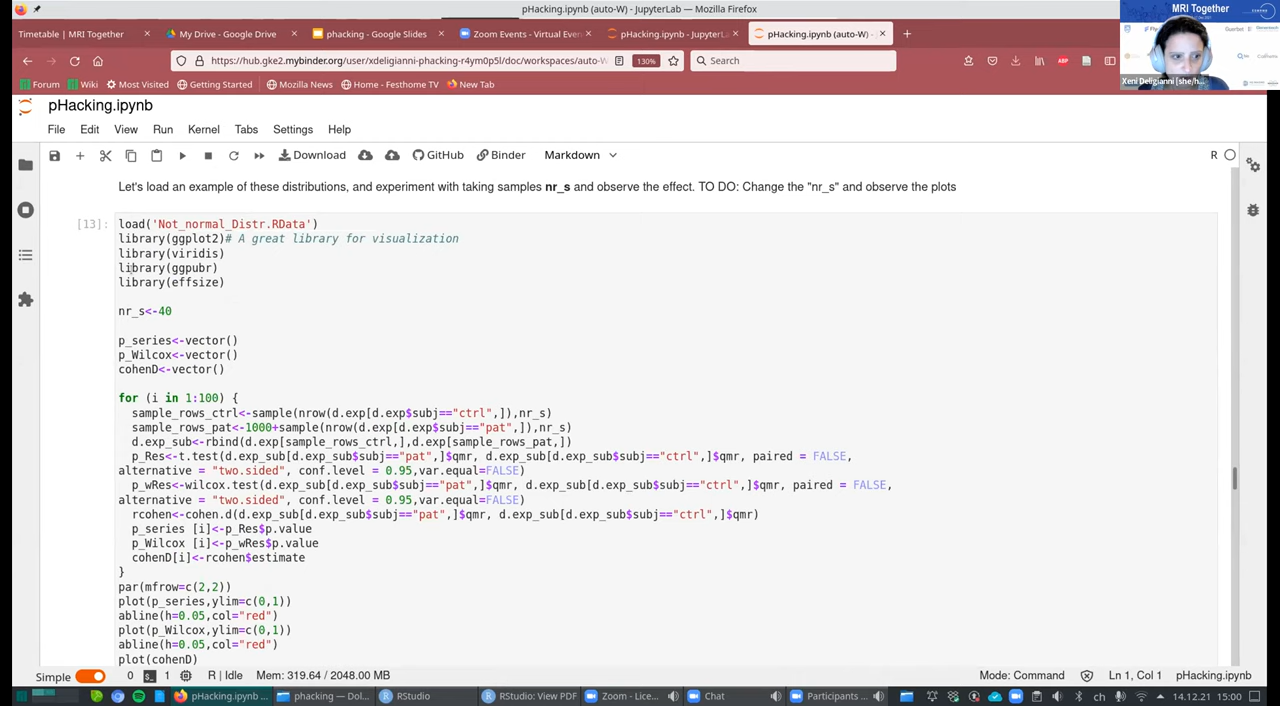 pHacking.ipynb (auto-W) - JupyterLab — Mozilla Firefox
Timetable | MRI Together
My Drive - Google Drive
phacking - Google Slides
Zoom Events - Virtual Even
pHacking.ipynb - JupyterL
pHacking.ipynb (auto-W) -
https://hub.gke2.mybinder.org/user/xdeligianni-phacking-r4ym0p5l/doc/workspaces/auto-W
130%
Search
ABP
Forum
Wiki
Most Visited
Getting Started
Mozilla News
Home - Festhome TV
New Tab
MRI Together
Xeni Deligianni [she/h...
pHacking.ipynb
File Edit View Run Kernel Tabs Settings Help
Download GitHub Binder Markdown R
Let's load an example of these distributions, and experiment with taking samples nr_s and observe the effect. TO DO: Change the "nr_s" and observe the plots
[13]: load('Not_normal_Distr.RData')
library(ggplot2)# A great library for visualization
library(viridis)
library(ggpubr)
library(effsize)
nr_s<-40
p_series<-vector()
p_Wilcox<-vector()
cohenD<-vector()
for (i in 1:100) {
sample_rows_ctrl<-sample(nrow(d.exp[d.exp$subj=="ctrl",]),nr_s)
sample_rows_pat<-1000+sample(nrow(d.exp[d.exp$subj=="pat",]),nr_s)
d.exp_sub<-rbind(d.exp[sample_rows_ctrl,],d.exp[sample_rows_pat,])
p_Res<-t.test(d.exp_sub[d.exp_sub$subj=="pat",]$qmr, d.exp_sub[d.exp_sub$subj=="ctrl",]$qmr, paired = FALSE,
alternative = "two.sided", conf.level = 0.95,var.equal=FALSE)
p_wRes<-wilcox.test(d.exp_sub[d.exp_sub$subj=="pat",]$qmr, d.exp_sub[d.exp_sub$subj=="ctrl",]$qmr, paired = FALSE,
alternative = "two.sided", conf.level = 0.95,var.equal=FALSE)
rcohen<-cohen.d(d.exp_sub[d.exp_sub$subj=="pat",]$qmr, d.exp_sub[d.exp_sub$subj=="ctrl",]$qmr)
p_series [i]<-p_Res$p.value
p_Wilcox [i]<-p_wRes$p.value
cohenD[i]<-rcohen$estimate
}
par(mfrow=c(2,2))
plot(p_series,ylim=c(0,1))
abline(h=0.05,col="red")
plot(p_Wilcox,ylim=c(0,1))
abline(h=0.05,col="red")
plot(cohenD)
Simple 0 1 R | Idle Mem: 319.64 / 2048.00 MB Mode: Command Ln 1, Col 1 pHacking.ipynb
pHacking.ipynb ... phacking — Dol... RStudio RStudio: View PDF Zoom - Lice... Chat Participants ... ch 14.12.21 15:00